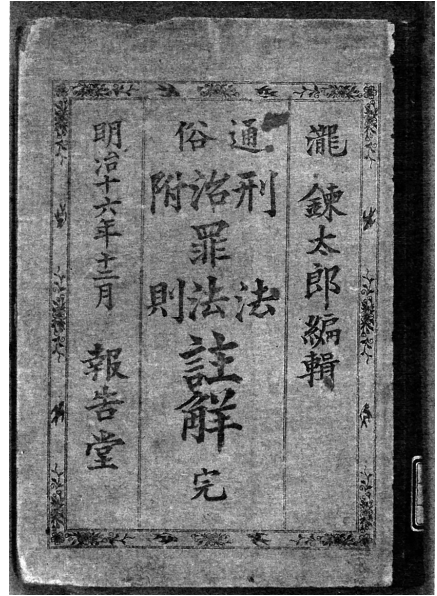 瀧 鍊太郎編輯
通俗
刑法
治罪法
附則
註解 完
明治十六年十二月 報告堂